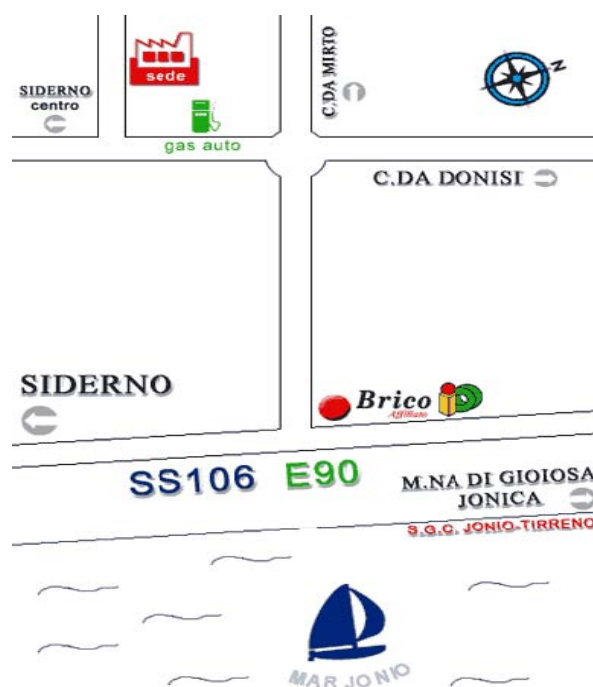 SIDERNO
centro
sede
gas auto
C.DA MIRTO
N
C.DA DONISI
SIDERNO
Brico
Affiliato
SS106 E90
M.NA DI GIOIOSA
JONICA
S.G.C. JONIO-TIRRENO
MAR JONIO